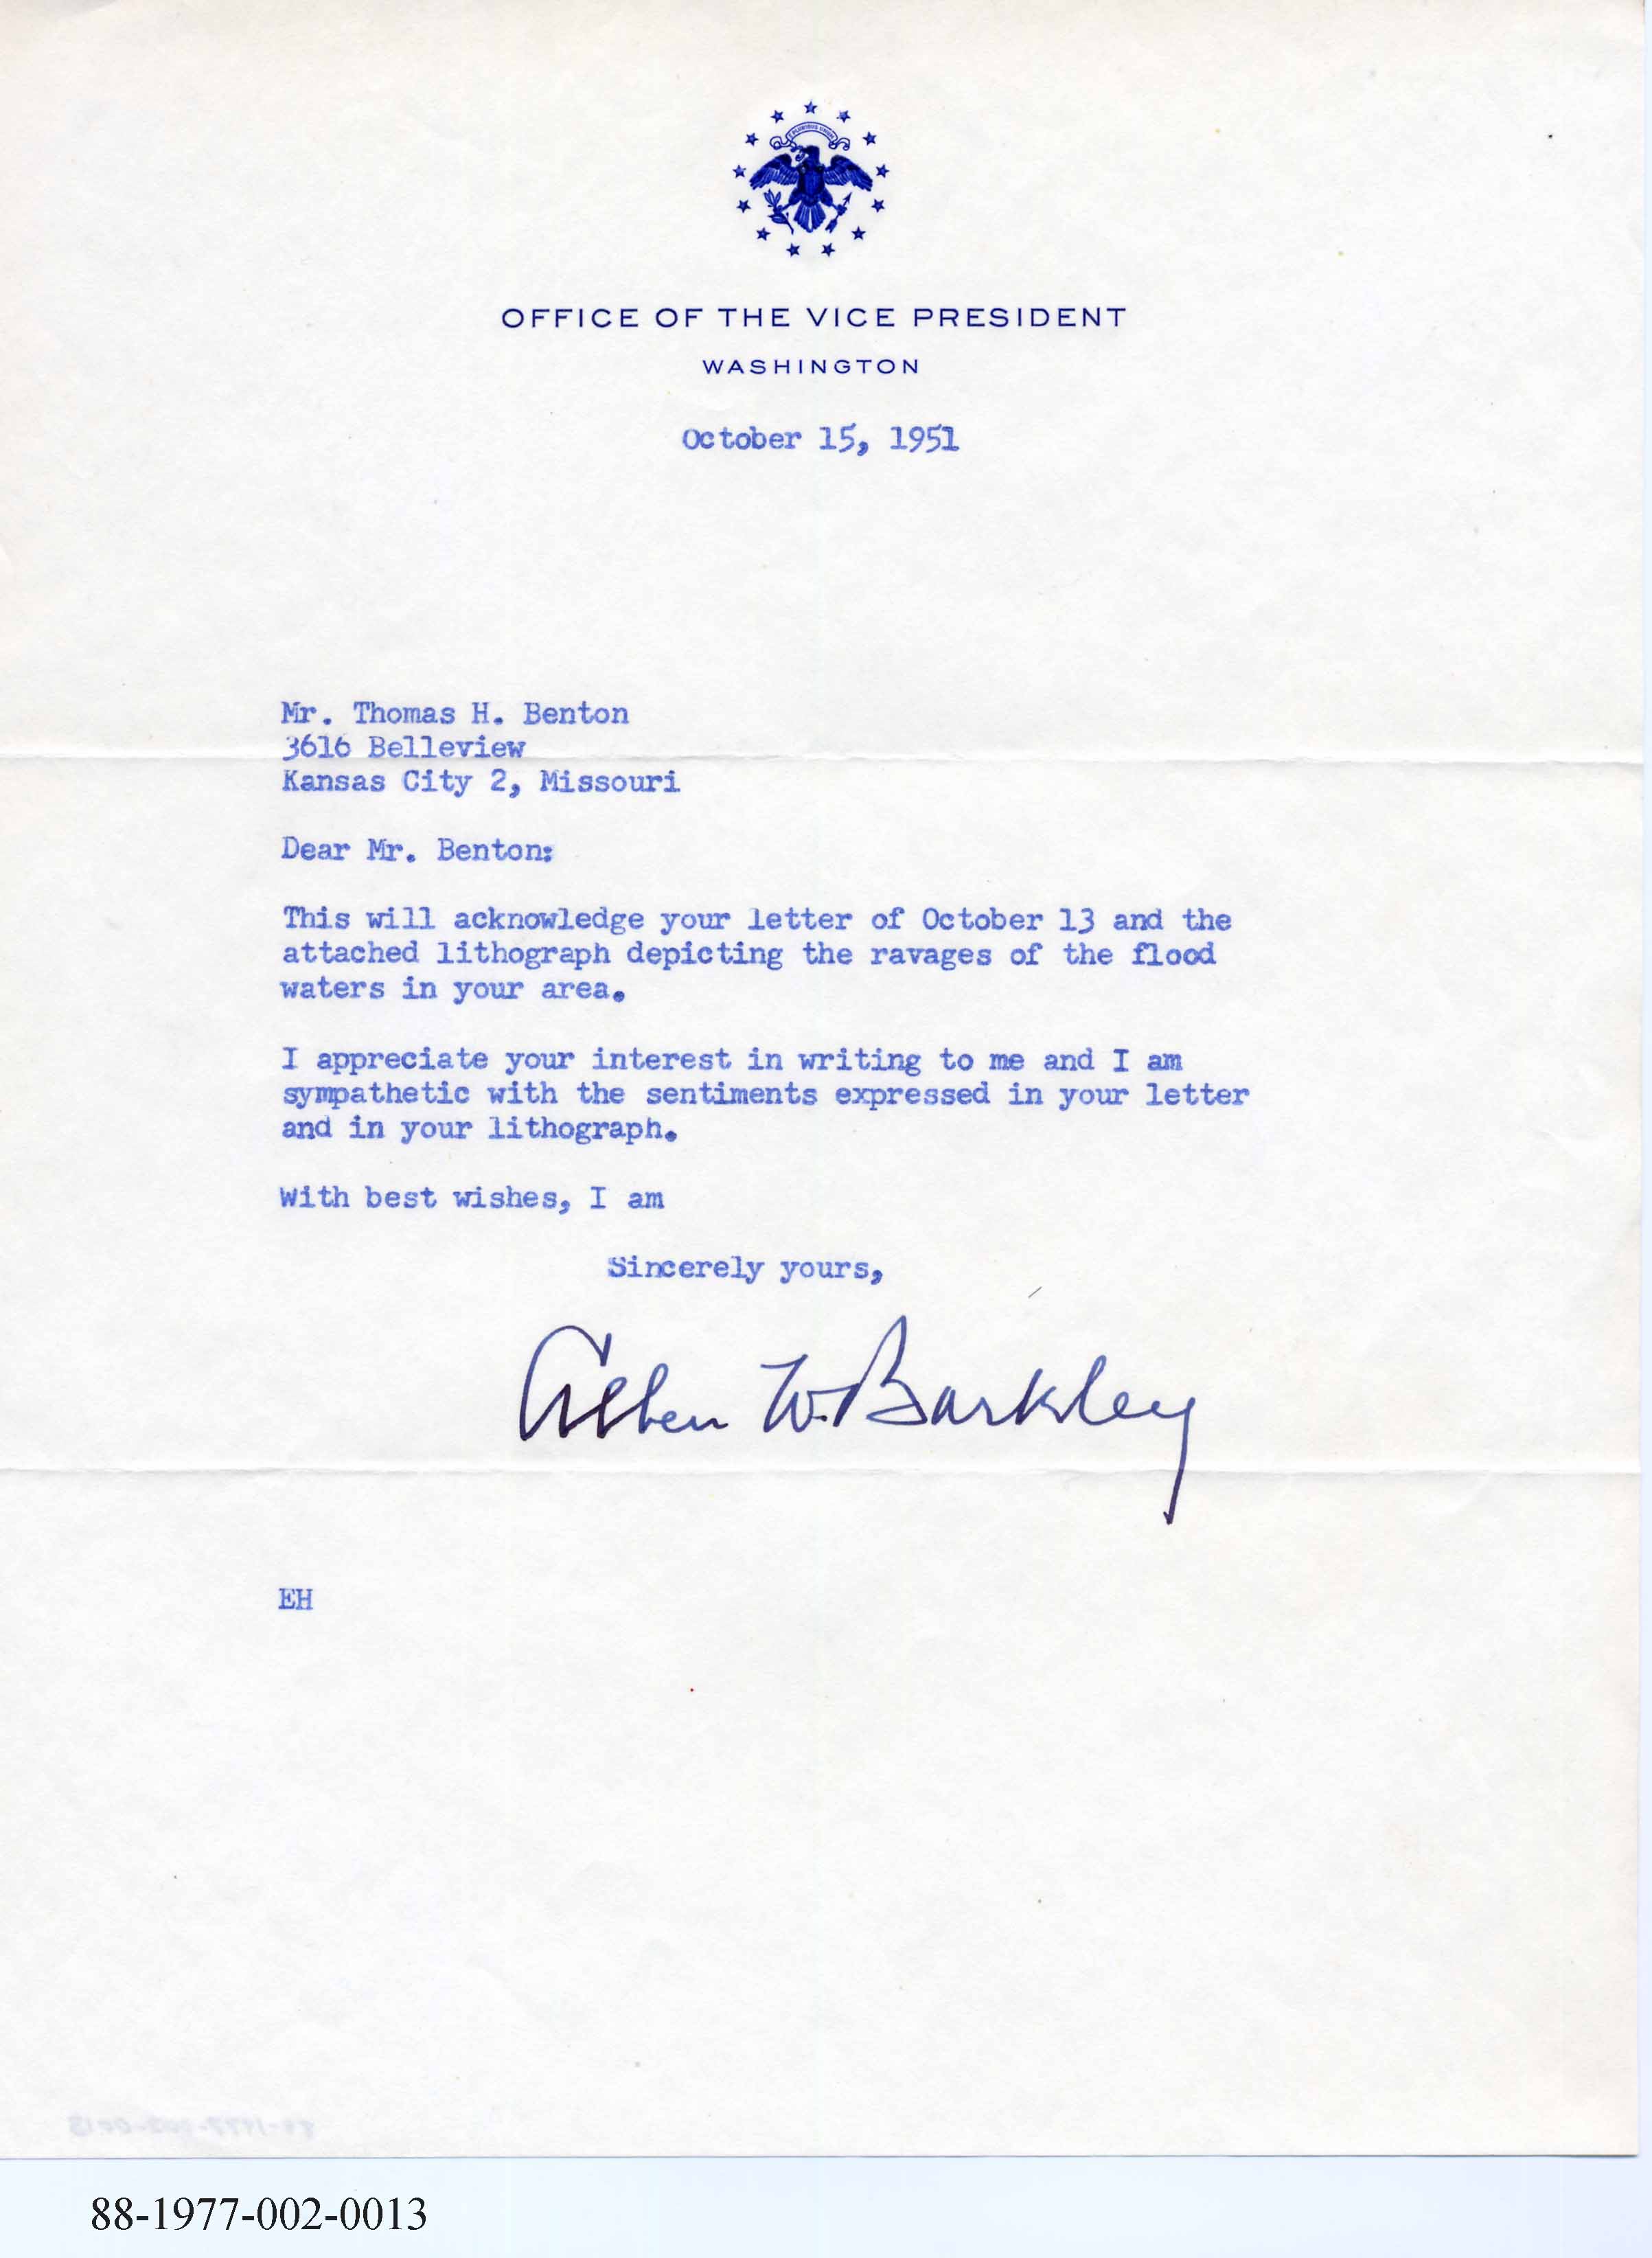 OFFICE OF THE VICE PRESIDENT
WASHINGTON
October 15, 1951
Mr. Thomas H. Benton
3616 Belleview
Kansas City 2, Missouri
Dear Mr. Benton:
This will acknowledge your letter of October 13 and the
attached lithograph depicting the ravages of the flood
waters in your area.
I appreciate your interest in writing to me and I am
sympathetic with the sentiments expressed in your letter
and in your lithograph.
With best wishes, I am
Sincerely yours,
Alben W. Barkley
EH
88-1977-002-0013